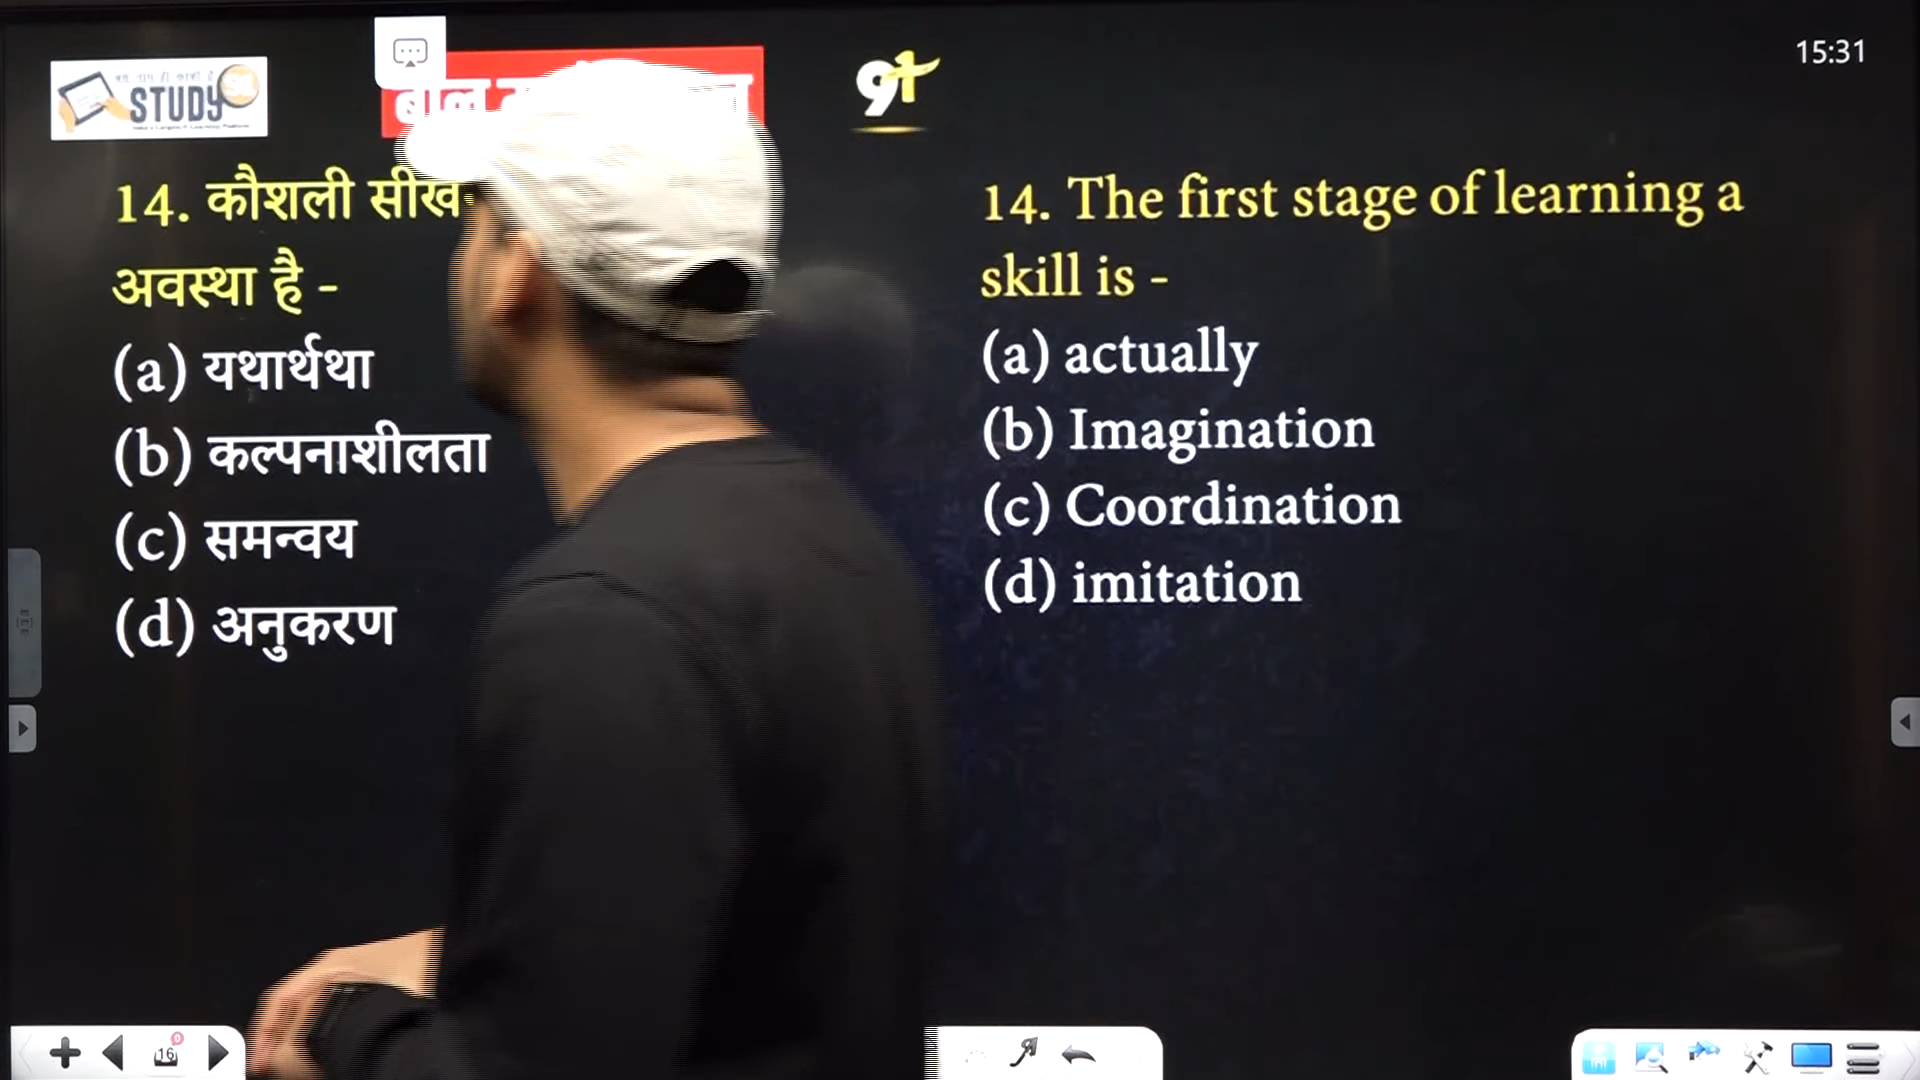 STUDY
91
15:31
14. कौशली सीख
अवस्था है -
(a) यथार्थथा
(b) कल्पनाशीलता
(c) समन्वय
(d) अनुकरण
14. The first stage of learning a
skill is -
(a) actually
(b) Imagination
(c) Coordination
(d) imitation
16